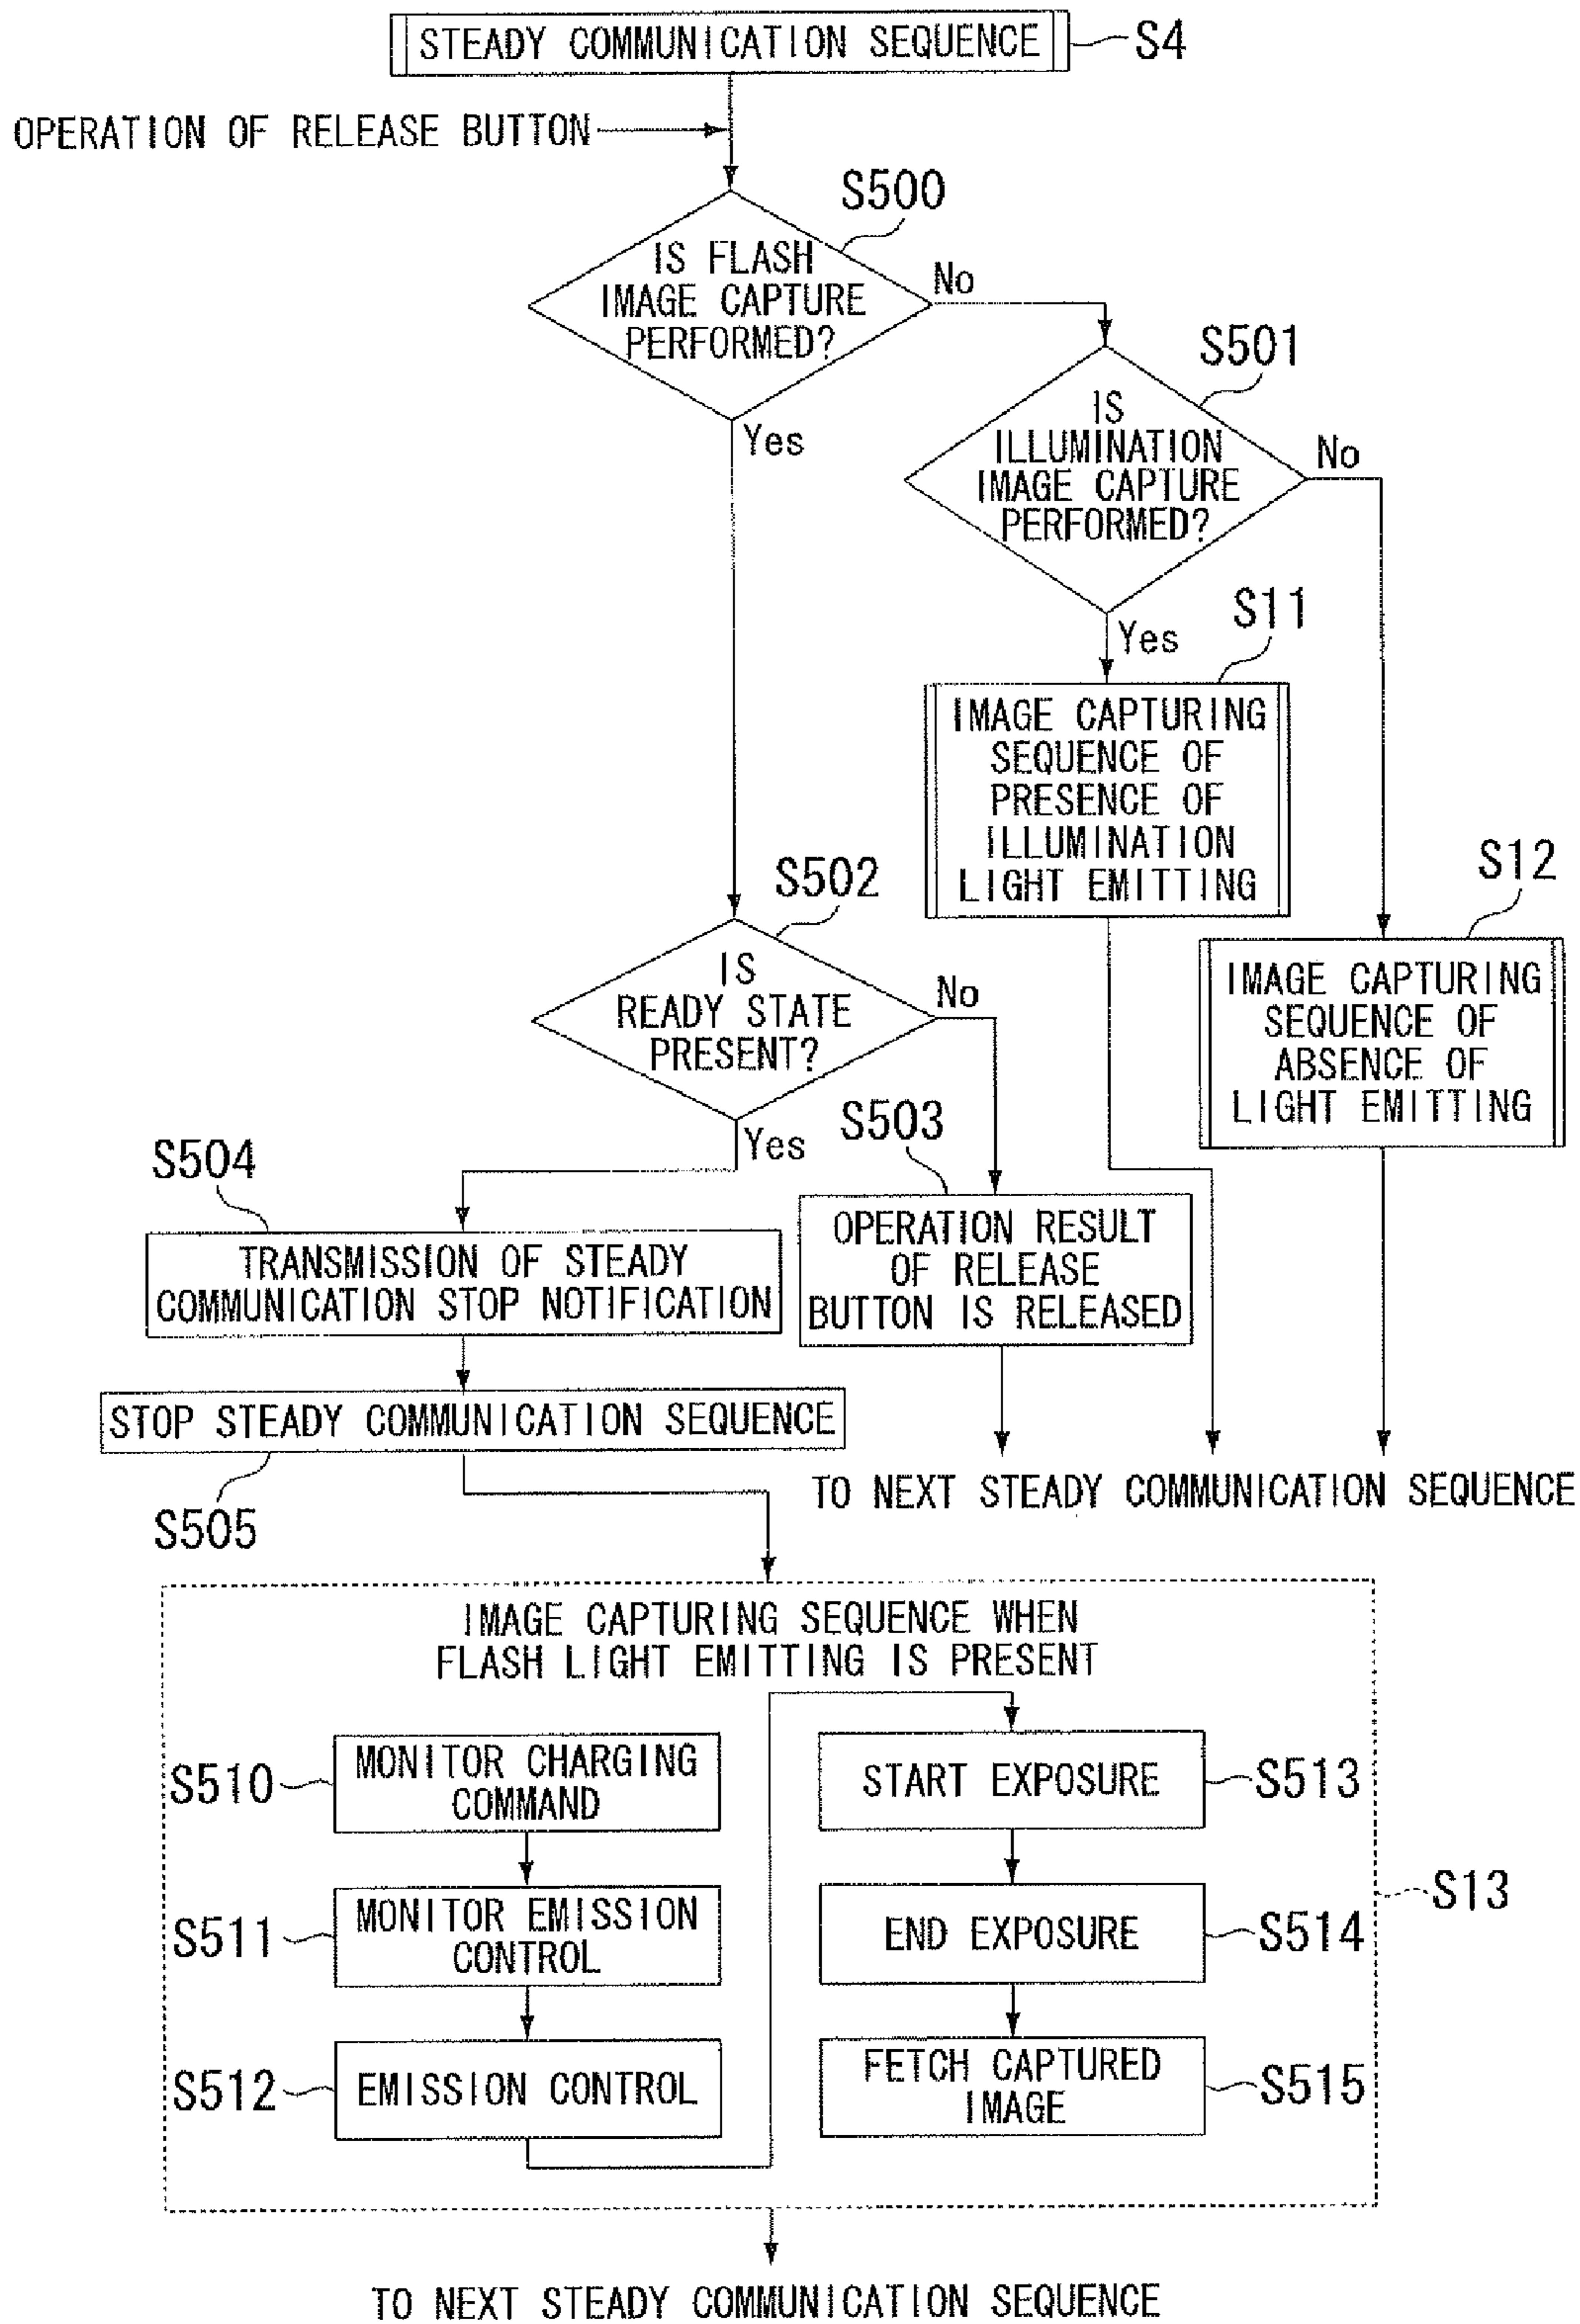 STEADY COMMUNICATION SEQUENCE
S4
OPERATION OF RELEASE BUTTON
S500
IS FLASH
IMAGE CAPTURE
PERFORMED?
No
Yes
S501
IS
ILLUMINATION
IMAGE CAPTURE
PERFORMED?
No
Yes
S11
IMAGE CAPTURING
SEQUENCE OF
PRESENCE OF
ILLUMINATION
LIGHT EMITTING
S12
IMAGE CAPTURING
SEQUENCE OF
ABSENCE OF
LIGHT EMITTING
S502
IS
READY STATE
PRESENT?
No
Yes
S503
OPERATION RESULT
OF RELEASE
BUTTON IS RELEASED
S504
TRANSMISSION OF STEADY
COMMUNICATION STOP NOTIFICATION
STOP STEADY COMMUNICATION SEQUENCE
S505
TO NEXT STEADY COMMUNICATION SEQUENCE
IMAGE CAPTURING SEQUENCE WHEN
FLASH LIGHT EMITTING IS PRESENT
S510
MONITOR CHARGING
COMMAND
S511
MONITOR EMISSION
CONTROL
S512
EMISSION CONTROL
START EXPOSURE
S513
END EXPOSURE
S514
FETCH CAPTURED
IMAGE
S515
S13
TO NEXT STEADY COMMUNICATION SEQUENCE